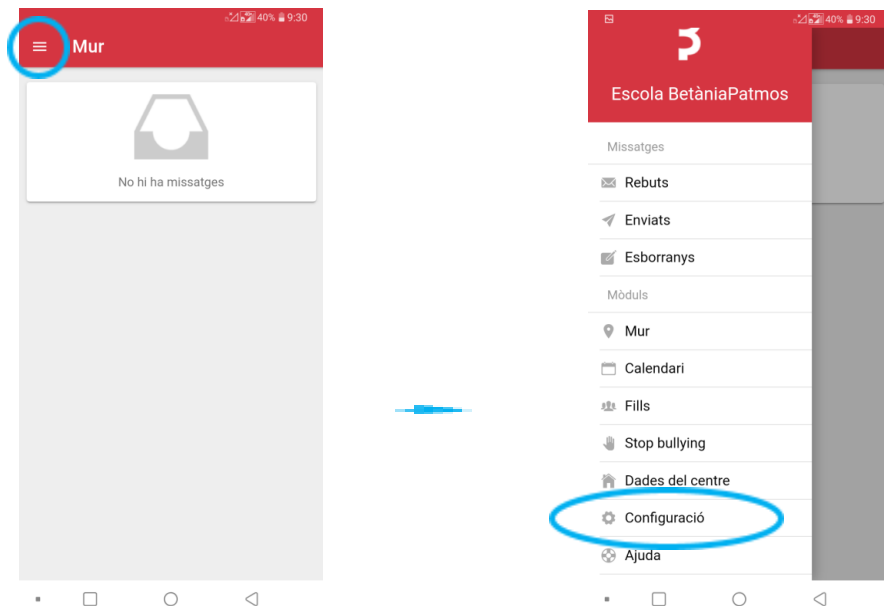 40% 9:30
Mur
No hi ha missatges
40% 9:30
Escola BetàniaPatmos
Missatges
Rebuts
Enviats
Esborranys
Mòduls
Mur
Calendari
Fills
Stop bullying
Dades del centre
Configuració
Ajuda